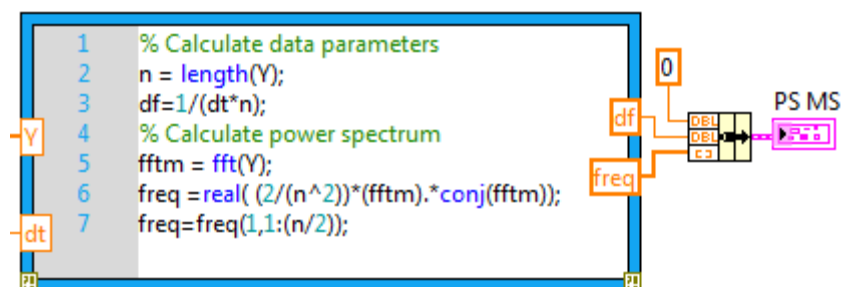 1 % Calculate data parameters
2 n = length(Y);
3 df=1/(dt*n);
4 % Calculate power spectrum
5 fftm = fft(Y);
6 freq =real( (2/(n^2))*(fftm).*conj(fftm));
7 freq=freq(1,1:(n/2));
Y
dt
df
freq
0
DBL
DBL
PS MS